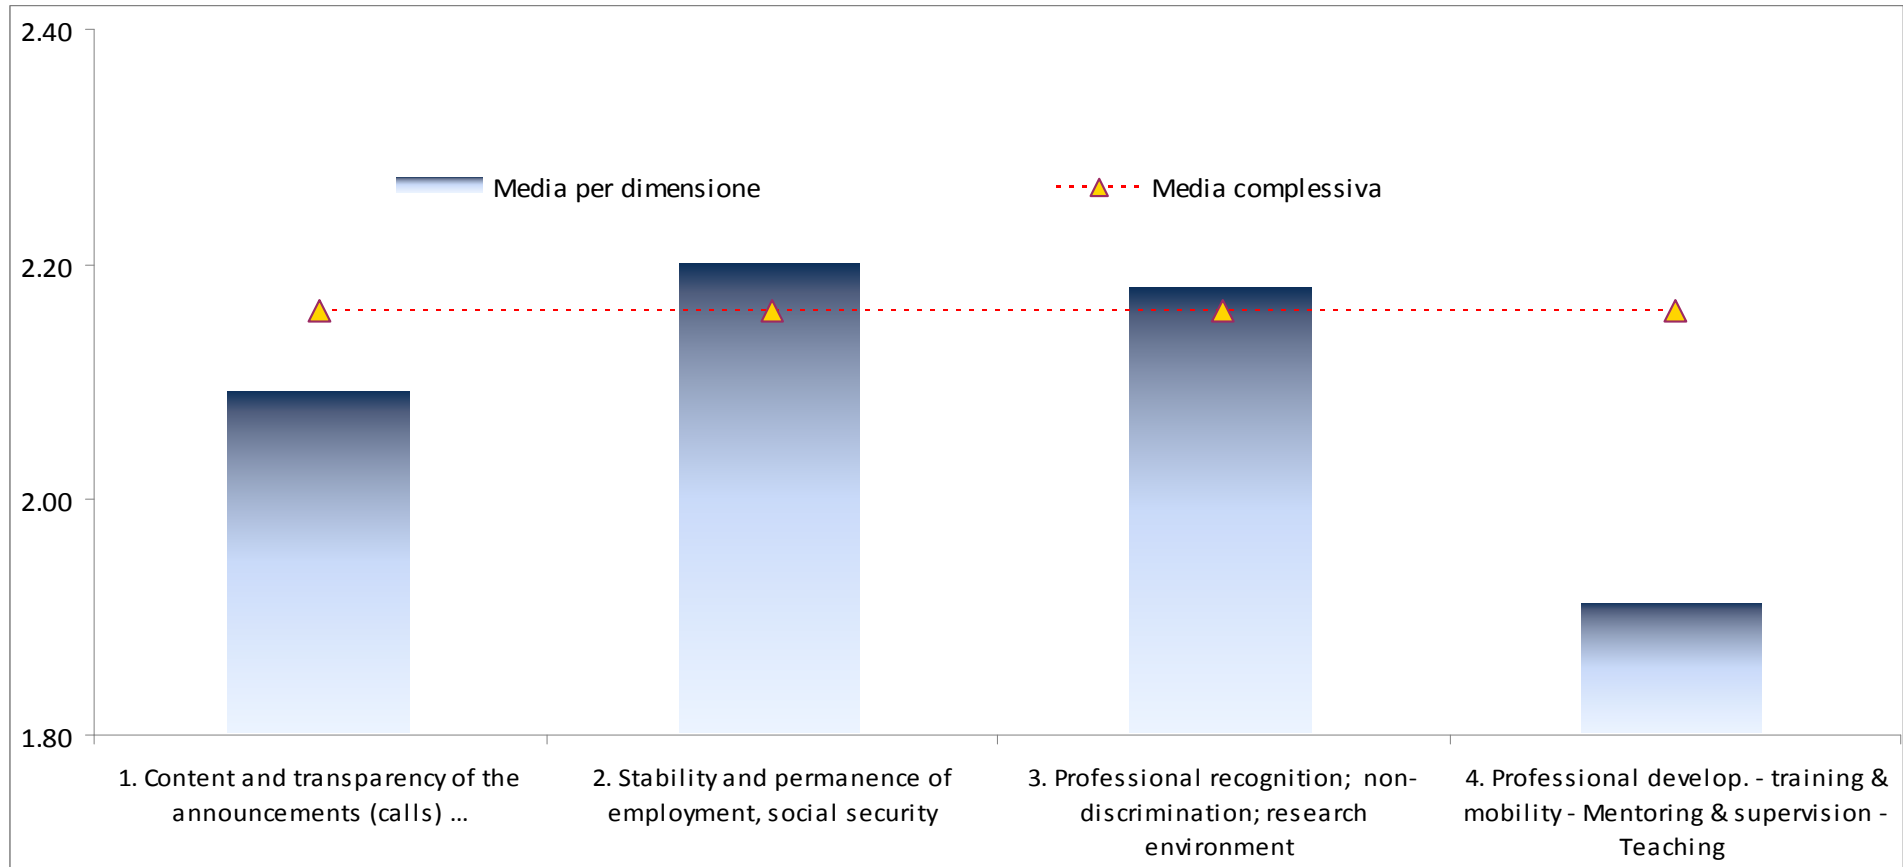 2.40
Media per dimensione
Media complessiva
2.20
2.00
1.80
1. Content and transparency of the
announcements (calls) ...
2. Stability and permanence of
employment, social security
3. Professional recognition; non-
discrimination; research
environment
4. Professional develop. - training &
mobility - Mentoring & supervision -
Teaching